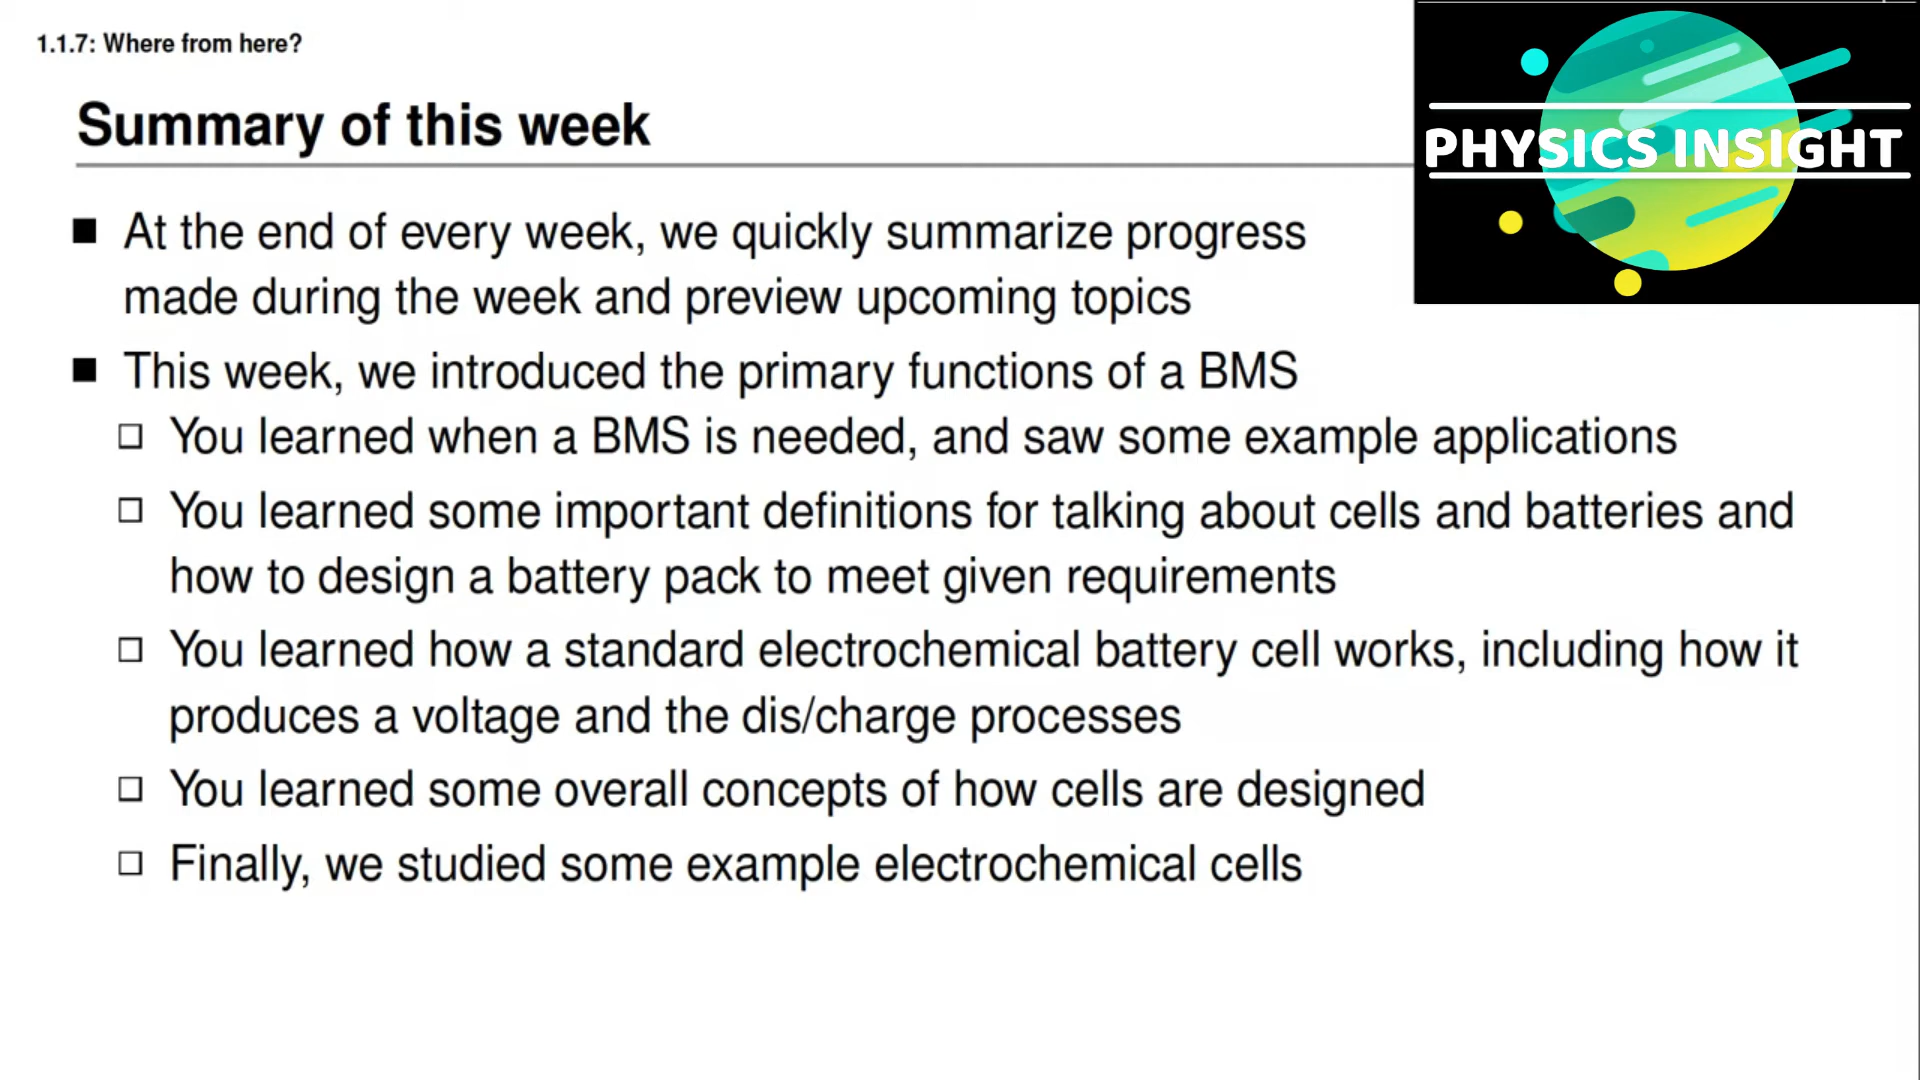 1.1.7: Where from here?
Summary of this week
PHYSICS INSIGHT
At the end of every week, we quickly summarize progress
made during the week and preview upcoming topics
This week, we introduced the primary functions of a BMS
You learned when a BMS is needed, and saw some example applications
You learned some important definitions for talking about cells and batteries and
how to design a battery pack to meet given requirements
You learned how a standard electrochemical battery cell works, including how it
produces a voltage and the dis/charge processes
You learned some overall concepts of how cells are designed
Finally, we studied some example electrochemical cells